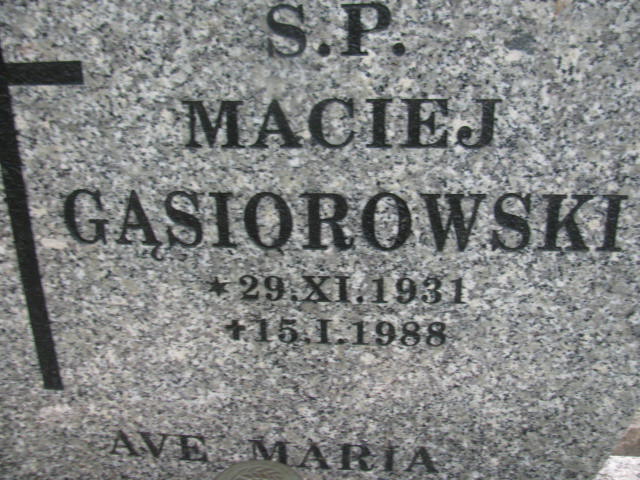 S.P.
MACIEJ
GĄSIOROWSKI
★29.XI.1931
✝15.I.1988
AVE MARIA